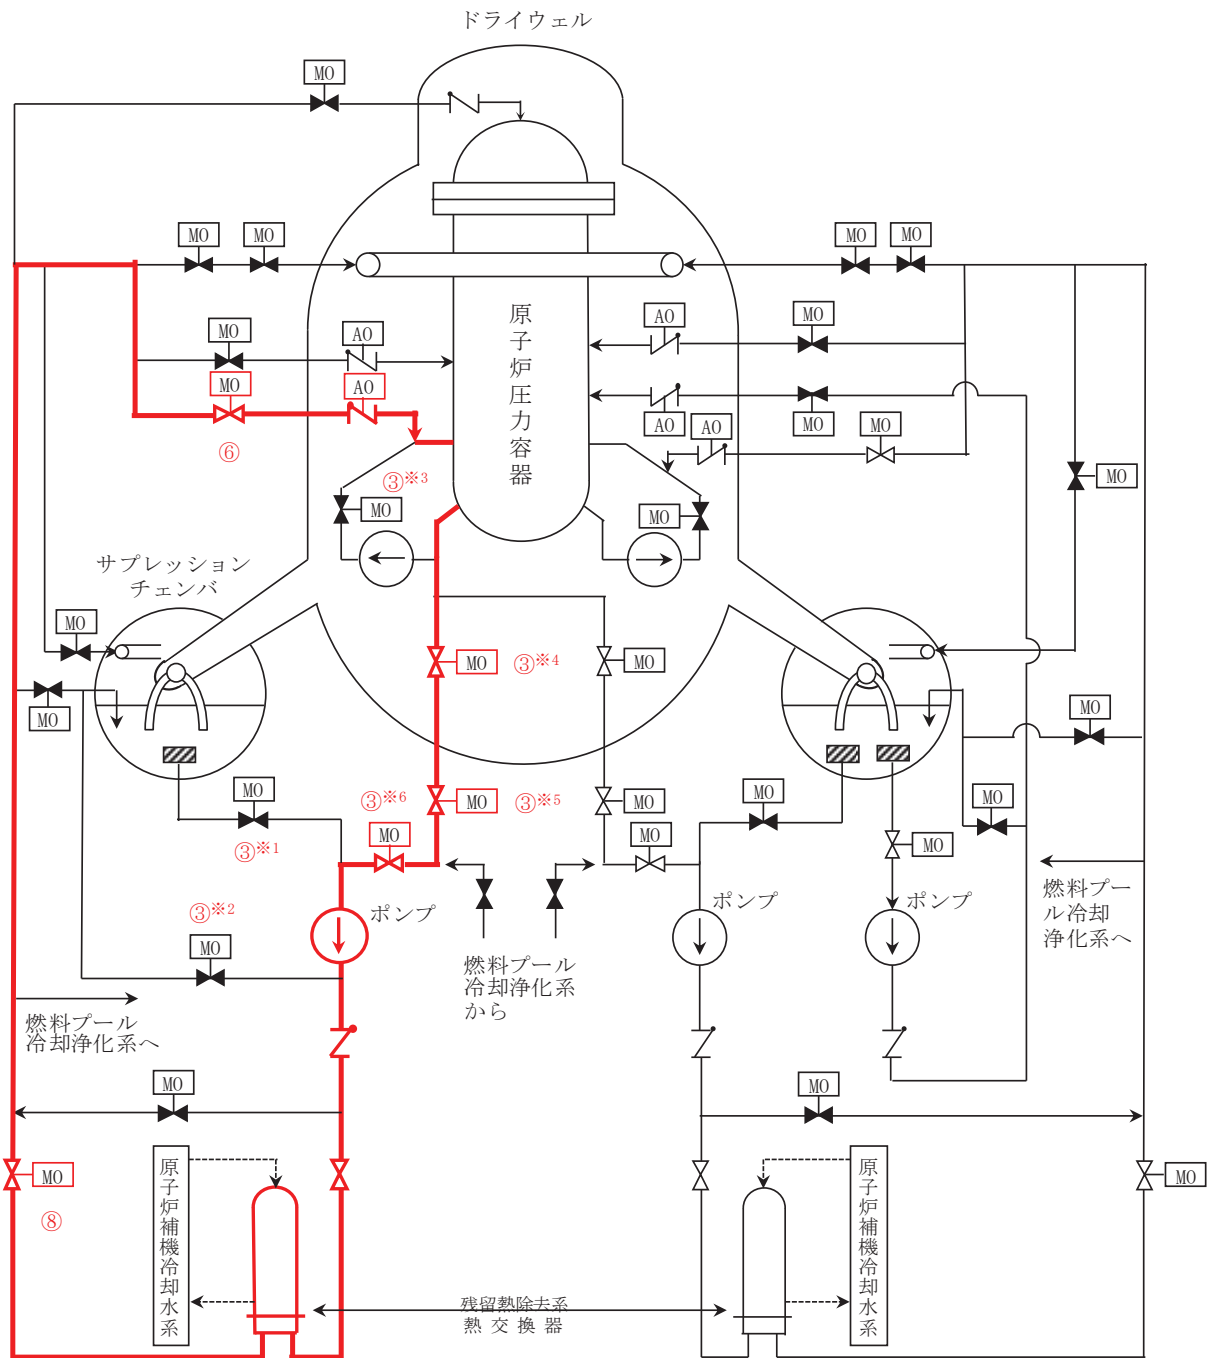 ドライウェル
MO
MO
MO
MO
MO
原
子
炉
圧
力
容
器
AO
MO
MO
AO
MO
AO
⑥
③※3
AO
MO
AO
MO
MO
MO
MO
サプレッション
チェンバ
MO
MO
③※4
MO
MO
MO
MO
③※1
③※6
MO
③※5
MO
MO
MO
MO
MO
MO
③※2
ポンプ
MO
ポンプ
ポンプ
燃料プー
ル冷却
浄化系へ
燃料プール
冷却浄化系
から
燃料プール
冷却浄化系へ
MO
MO
MO
⑧
MO
原
子
炉
補
機
冷
却
水
系
原
子
炉
補
機
冷
却
水
系
残留熱除去系
熱交換器